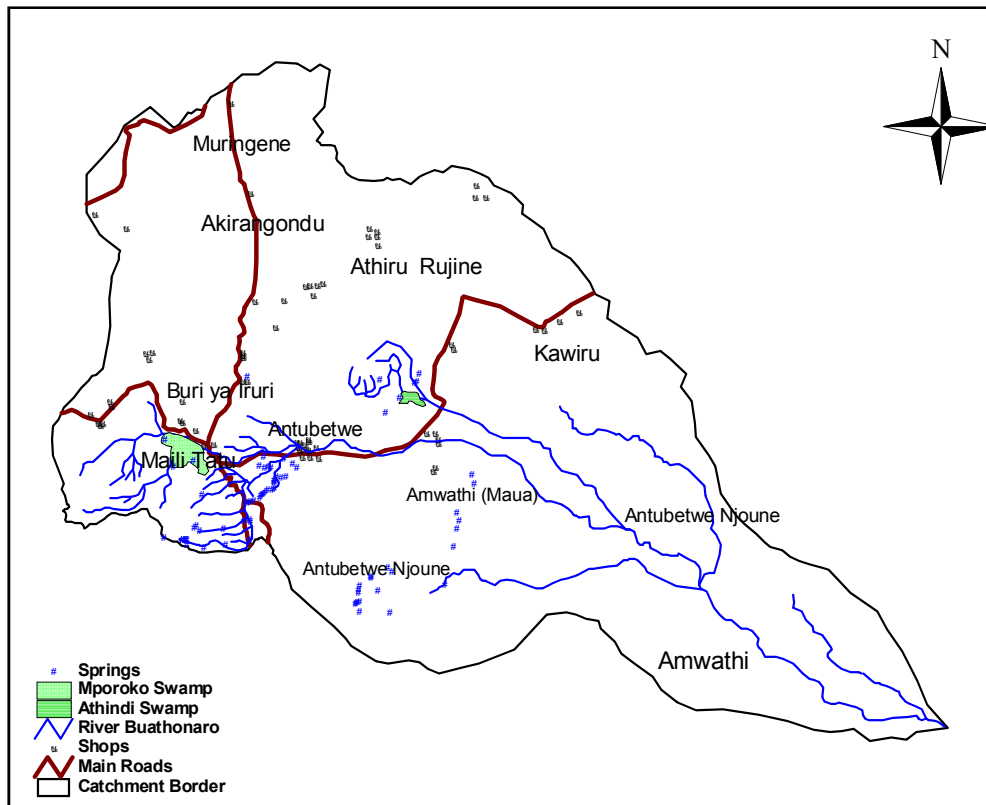 N
Muringene
Akirangondu
Athiru Rujine
Kawiru
Buri ya Iruri
Antubetwe
Maili Tatu
Amwathi (Maua)
Antubetwe Njoune
Antubetwe Njoune
Amwathi
Springs
Mporoko Swamp
Athindi Swamp
River Buathonaro
Shops
Main Roads
Catchment Border